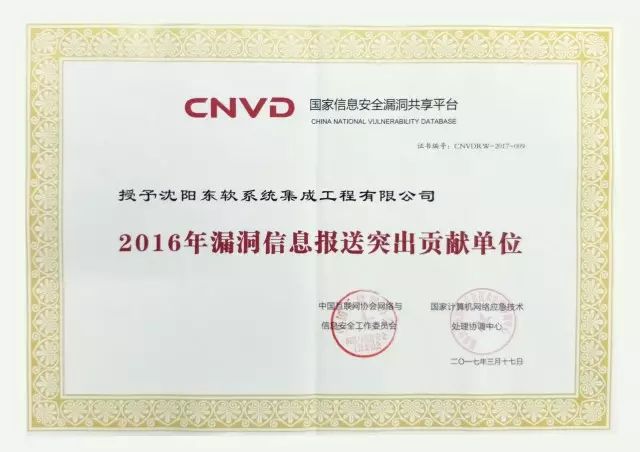 CNVD 国家信息安全漏洞共享平台
CHINA NATIONAL VULNERABILITY DATABASE
证书编号：CNVDRW-2017-009
授予沈阳东软系统集成工程有限公司
2016年漏洞信息报送突出贡献单位
中国互联网协会网络与
信息安全工作委员会
国家计算机网络应急技术
处理协调中心
二〇一七年三月十七日